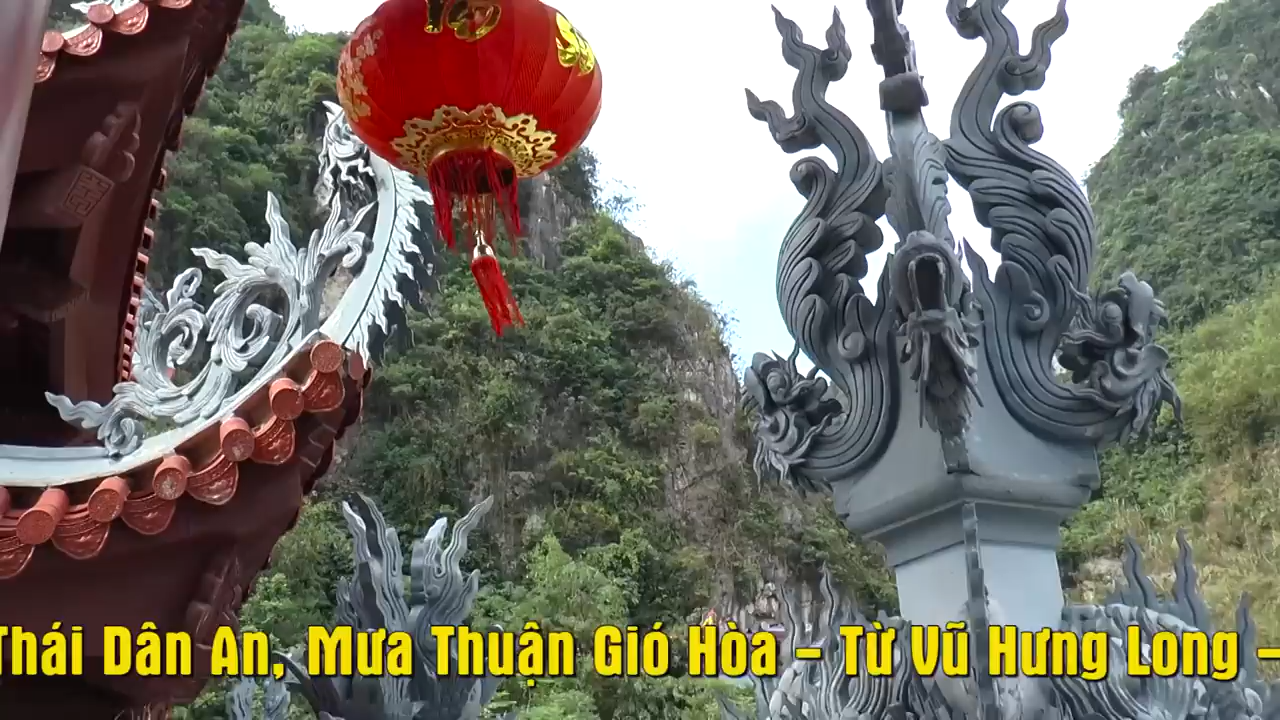 Thái Dân An, Mưa Thuận Gió Hòa - Từ Vũ Hưng Long -